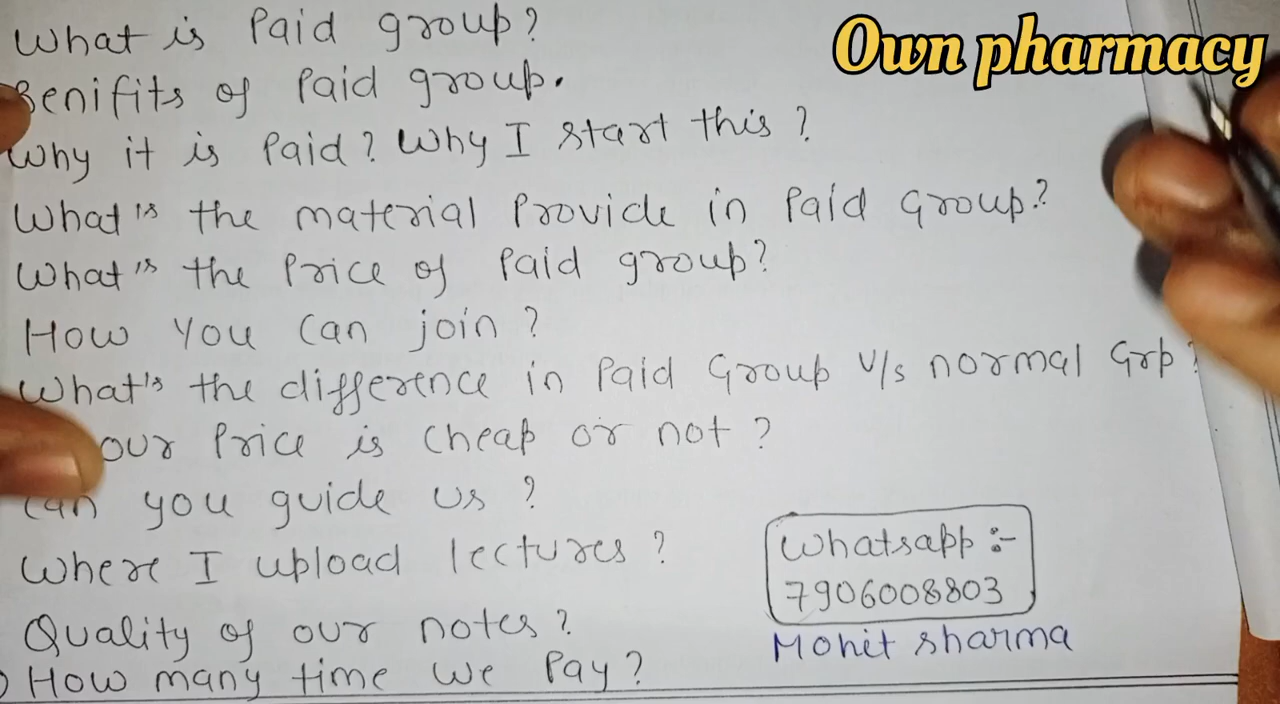 Own pharmacy
What is Paid group?
Benifits of Paid group.
Why it is Paid? Why I start this?
What is the material Provide in Paid Group?
What is the Price of Paid group?
How You Can join?
What's the difference in Paid Group v/s normal Grp?
our Price is Cheap or not?
Can you guide us?
Where I upload lectures?
Whatsapp :-
7906008803
Mohit Sharma
Quality of our notes?
How many time we Pay?